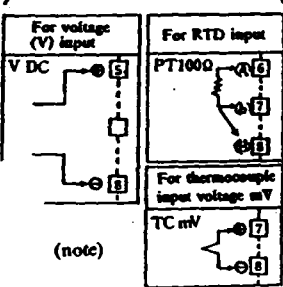 For voltage
(V) input
V DC
⊕ 5
⊖ 8
(note)
For RTD input
PT100Ω
A 6
b 7
8
For thermocouple
input voltage mV
TC mV
⊕ 7
⊖ 8